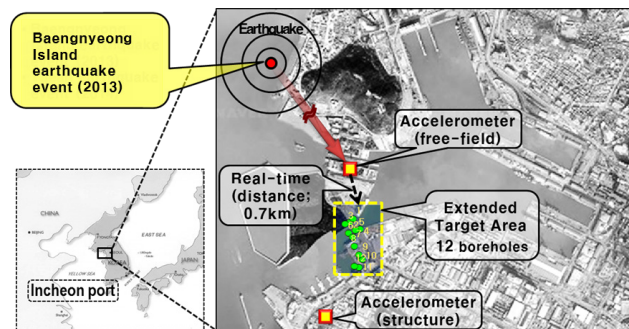 Baengnyeong
Island
earthquake
event (2013)
Earthquake
Accelerometer
(free-field)
Real-time
(distance;
0.7km)
Extended
Target Area
12 boreholes
Accelerometer
(structure)
CHINA
EAST SEA
JAPAN
YELLOW SEA
Incheon port